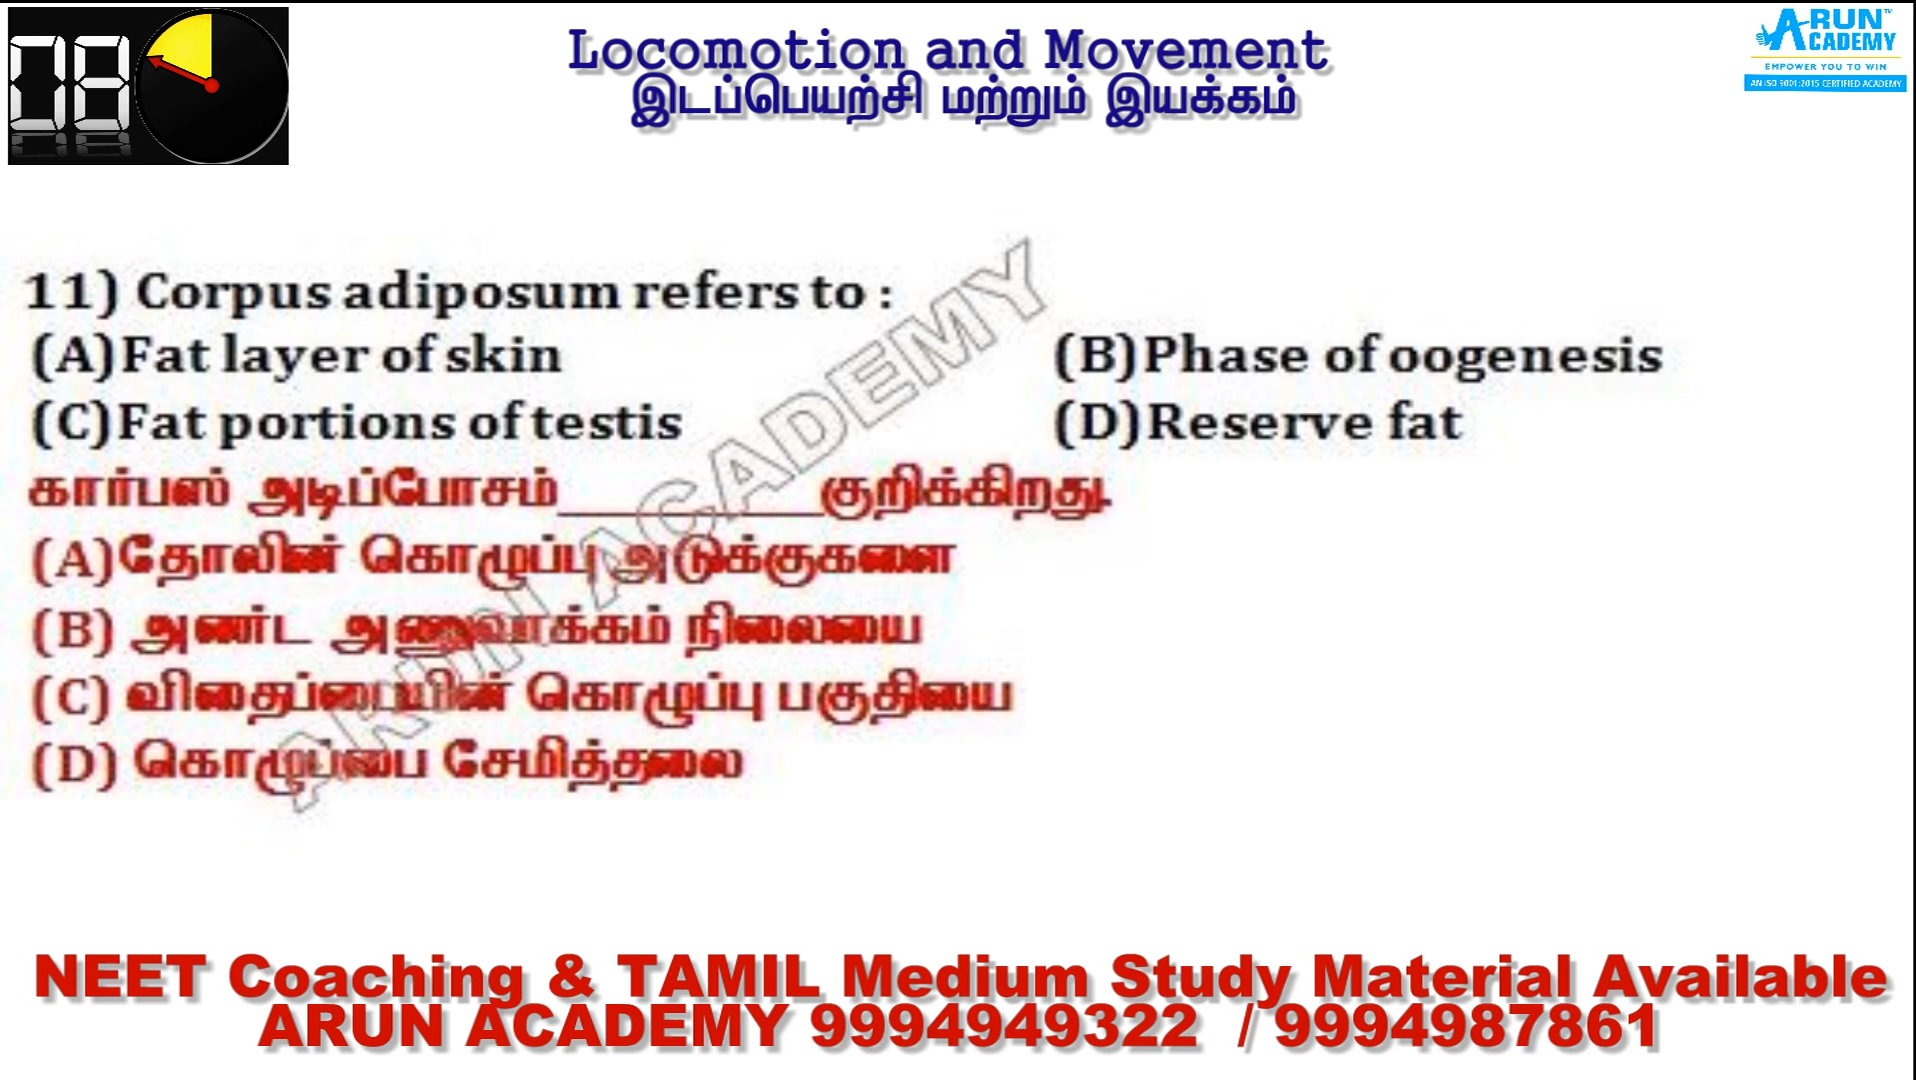 08
Locomotion and Movement
இடப்பெயற்சி மற்றும் இயக்கம்
ARUN
ACADEMY
EMPOWER YOU TO WIN
AN ISO 9001:2015 CERTIFIED ACADEMY
11) Corpus adiposum refers to :
(A)Fat layer of skin (B)Phase of oogenesis
(C)Fat portions of testis (D)Reserve fat
கார்பஸ் அடிப்போசம்__________குறிக்கிறது.
(A)தோலின் கொழுப்பு அடுக்குகளை
(B) அண்ட அணுவாக்கம் நிலையை
(C) விதைப்பையின் கொழுப்பு பகுதியை
(D) கொழுப்பை சேமித்தலை
ARUN ACADEMY
NEET Coaching & TAMIL Medium Study Material Available
ARUN ACADEMY 9994949322 / 9994987861